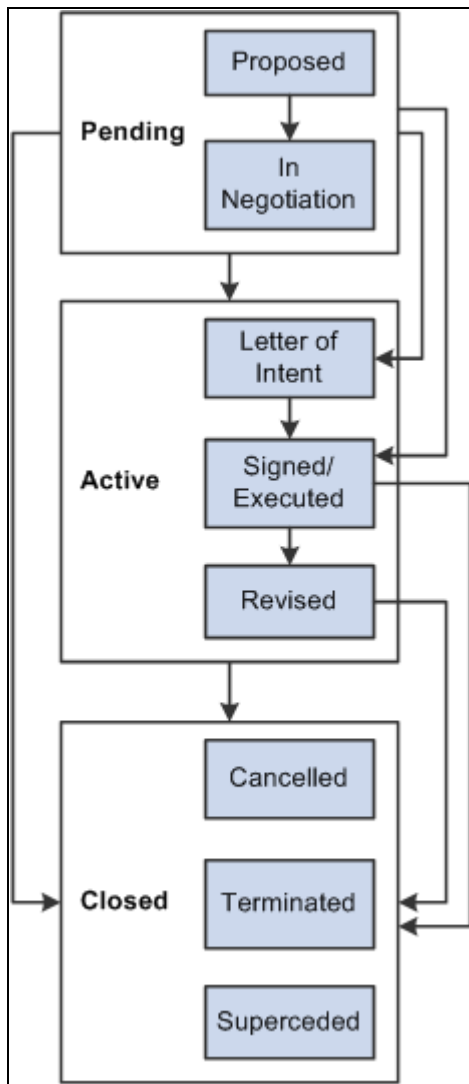 Proposed
Pending
In
Negotiation
Letter of
Intent
Active
Signed/
Executed
Revised
Cancelled
Closed
Terminated
Superceded